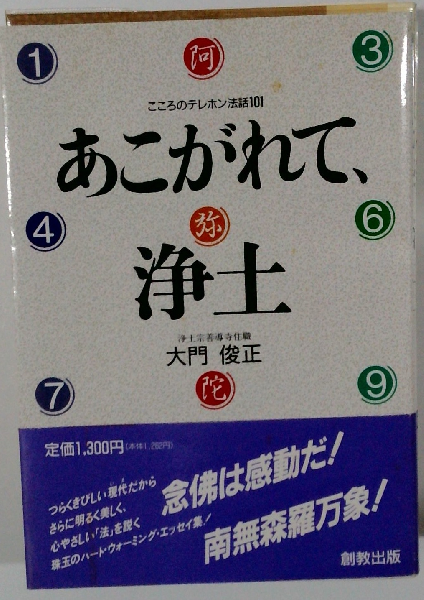 1 阿 3
こころのテレホン法話101
あこがれて、
4 弥 6
浄土
浄土宗善導寺住職
大門 俊正
7 陀 9
定価1,300円(本体1,262円)
つらくきびしい現代だから
さらに明るく美しく、
心やさしい「法」を説く
珠玉のハート・ウォーミング・エッセイ集!
念佛は感動だ!
南無森羅万象!
創教出版